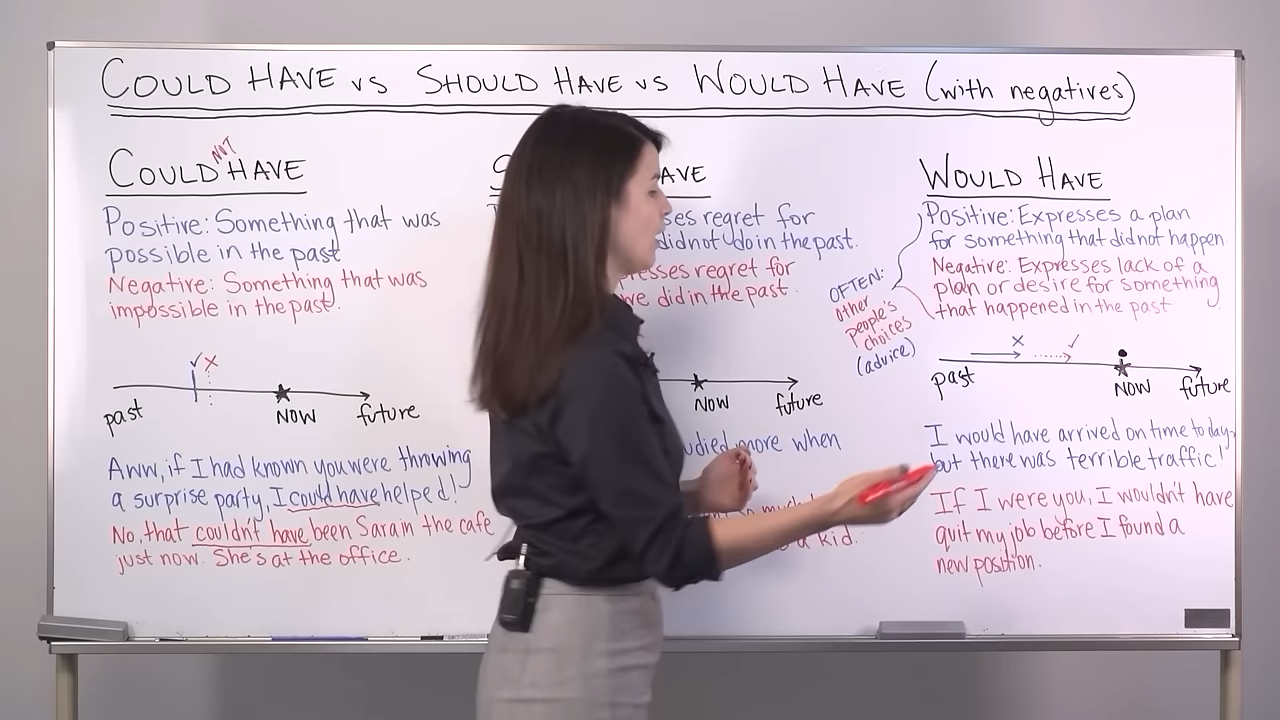 COULD HAVE vs SHOULD HAVE vs WOULD HAVE (with negatives)
NOT
COULD HAVE
Positive: Something that was
possible in the past
Negative: Something that was
impossible in the past.
✓ X
past
NOW
future
Aww, if I had known you were throwing
a surprise party, I could have helped!
No, that couldn't have been Sara in the cafe
just now. She's at the office.
regret for
did not do in the past.
regret for
we did in the past.
NOW
future
more when
a kid.
OFTEN:
other
people's
choices
(advice)
WOULD HAVE
Positive: Expresses a plan
for something that did not happen.
Negative: Expresses lack of a
plan or desire for something
that happened in the past
X ✓
past
NOW
future
I would have arrived on time today,
but there was terrible traffic!
If I were you, I wouldn't have
quit my job before I found a
new position.